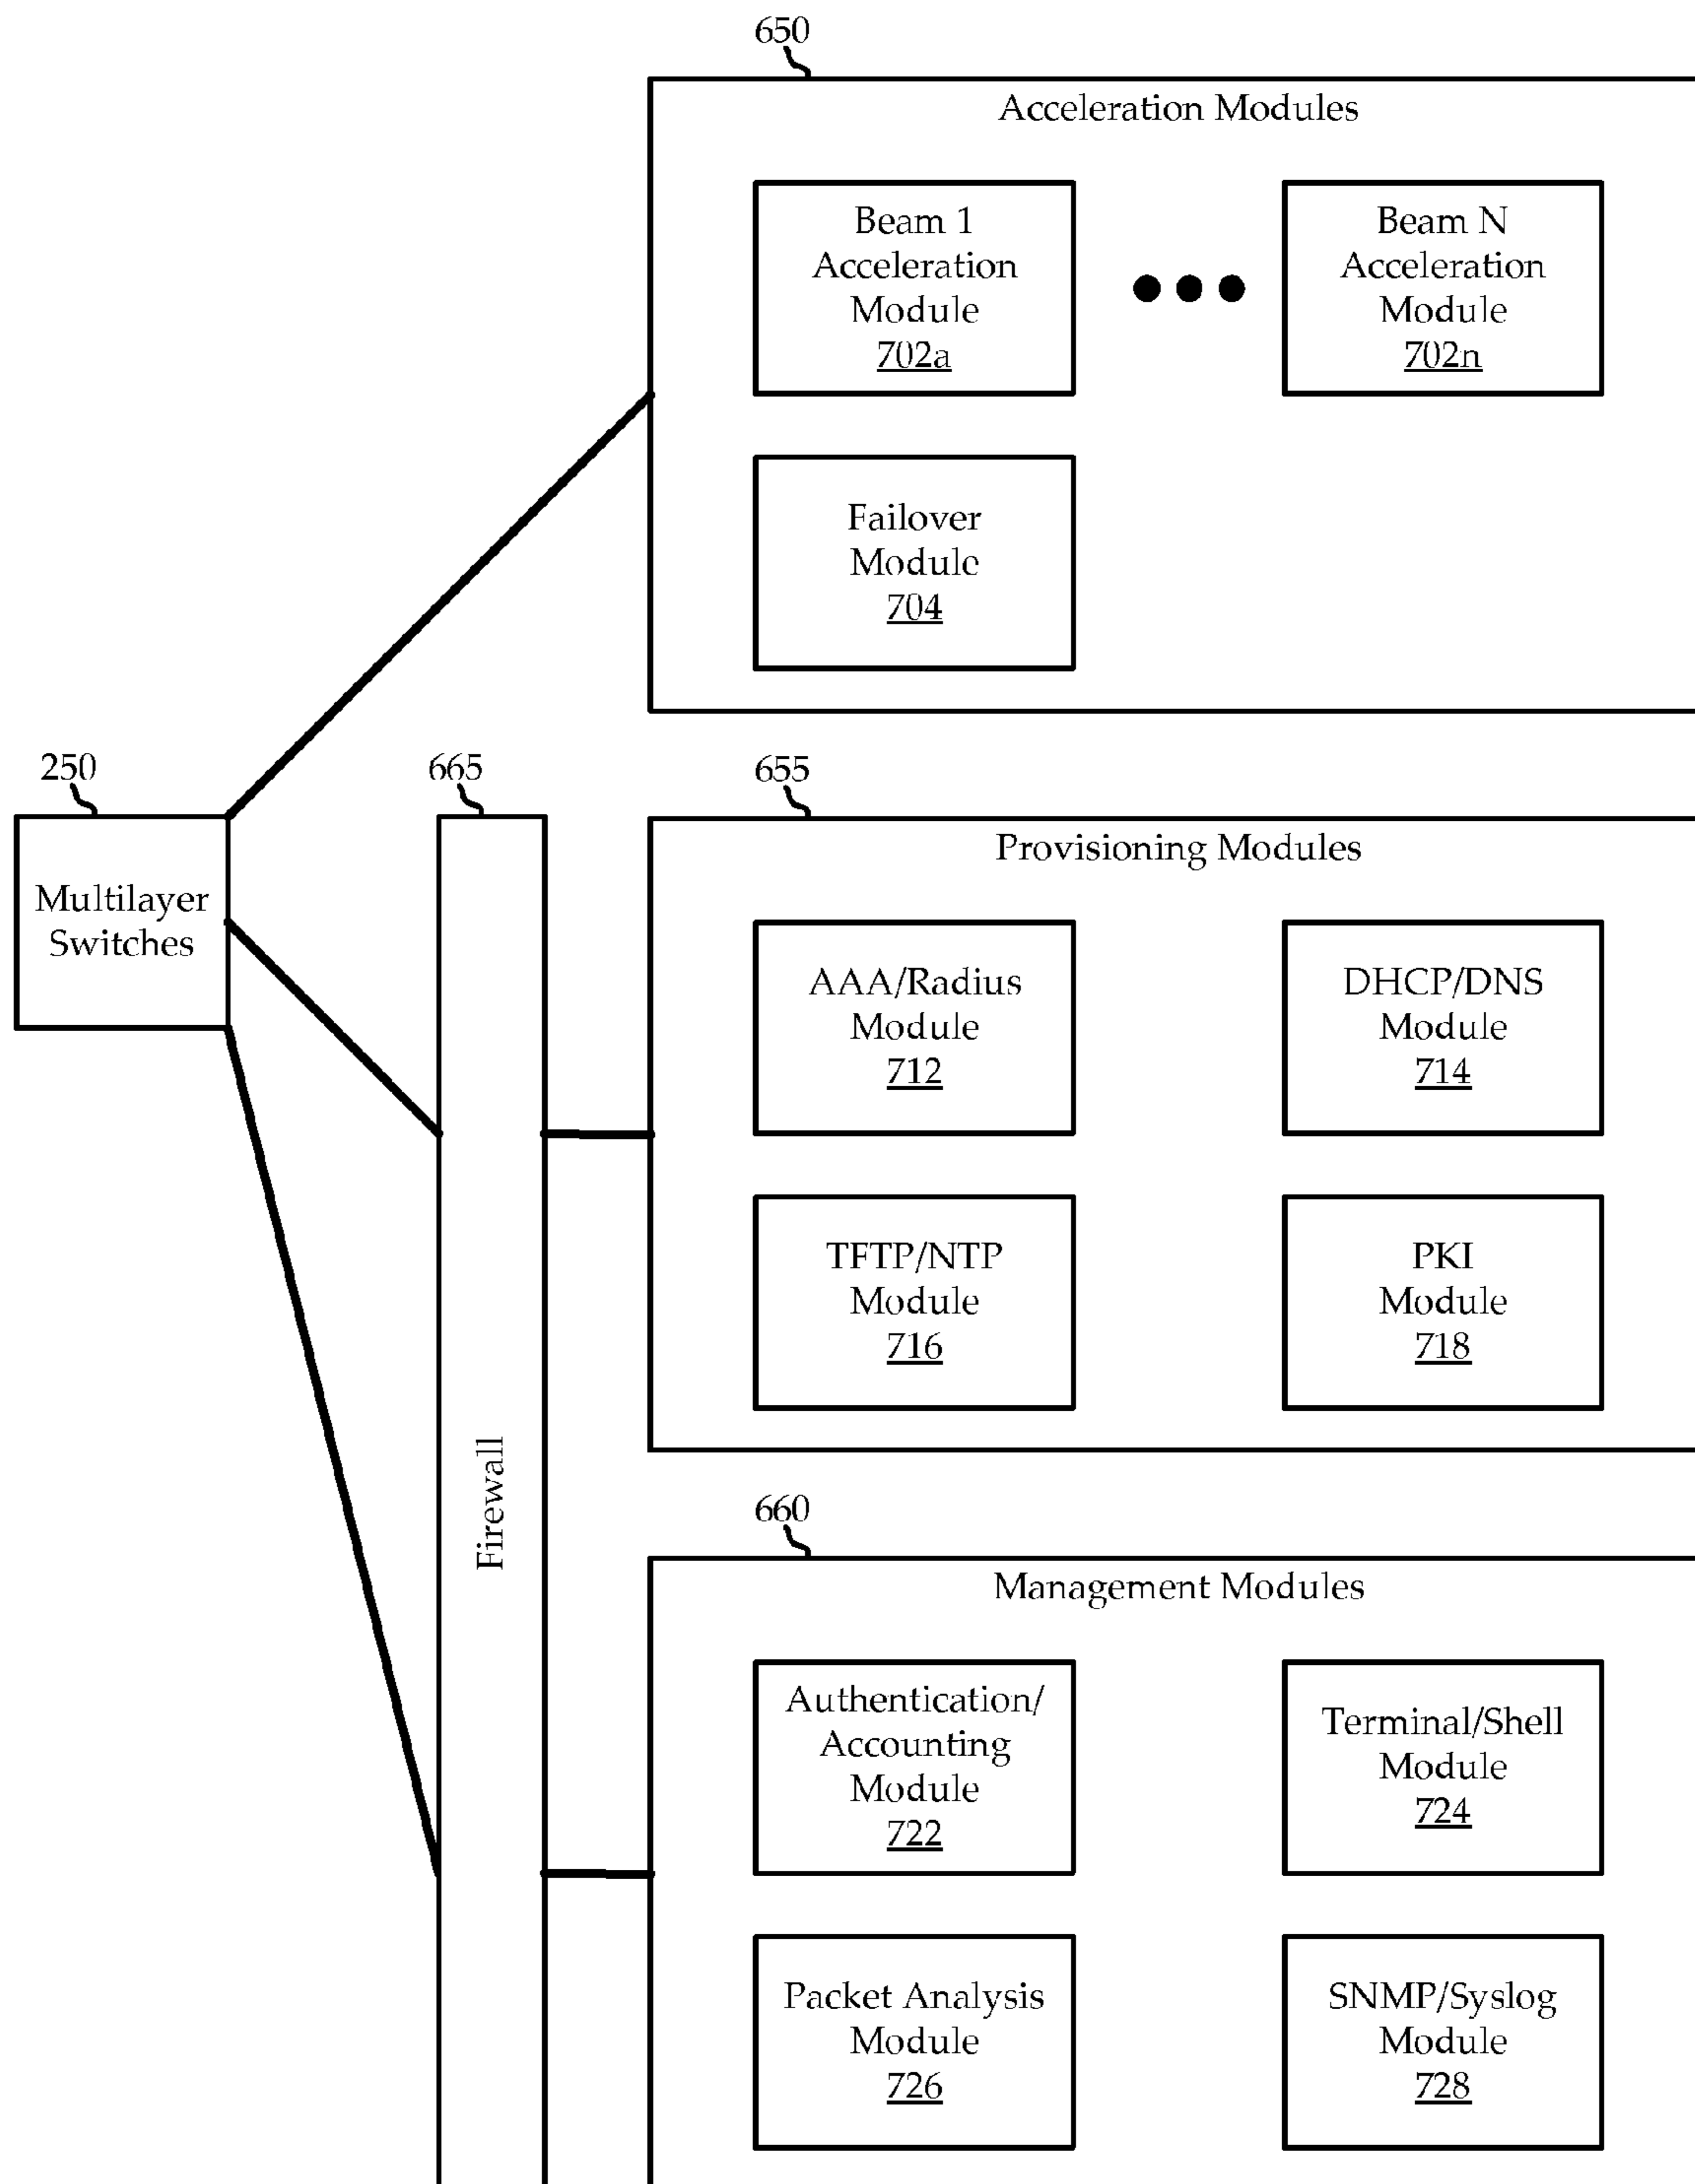 650
Acceleration Modules
Beam 1
Acceleration
Module
702a
Beam N
Acceleration
Module
702n
Failover
Module
704
250
Multilayer
Switches
665
Firewall
655
Provisioning Modules
AAA/Radius
Module
712
DHCP/DNS
Module
714
TFTP/NTP
Module
716
PKI
Module
718
660
Management Modules
Authentication/
Accounting
Module
722
Terminal/Shell
Module
724
Packet Analysis
Module
726
SNMP/Syslog
Module
728